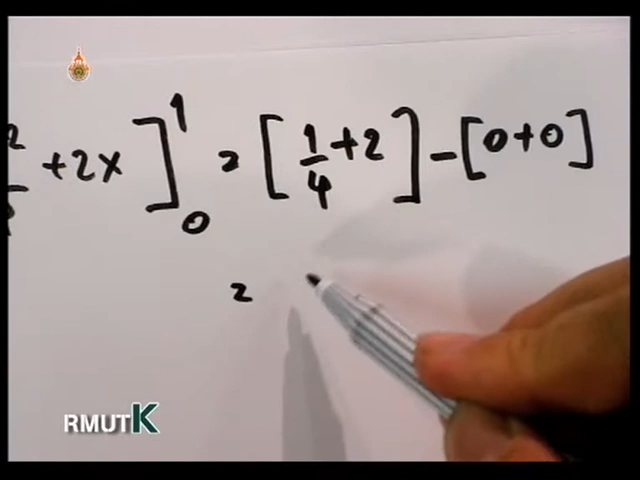 +2x]₀¹ = [1/4 + 2] - [0+0]
=
RMUTK